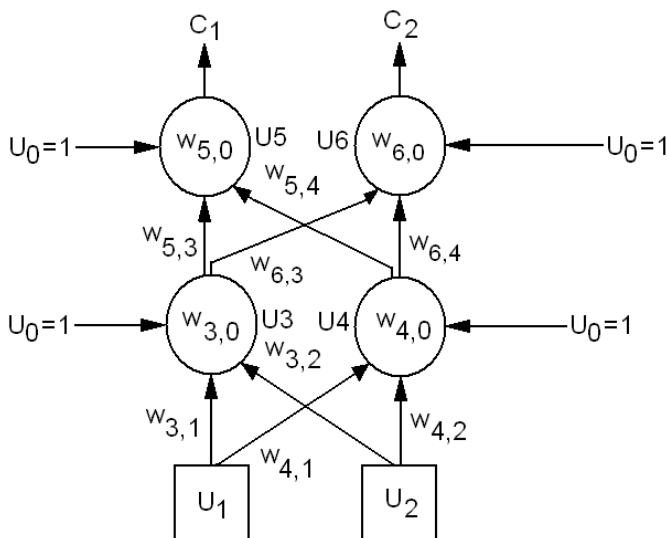 C1 C2
U0=1 w5,0 U5 U6 w6,0 U0=1
w5,4
w5,3 w6,3 w6,4
U0=1 w3,0 U3 U4 w4,0 U0=1
w3,2
w3,1 w4,1 w4,2
U1 U2